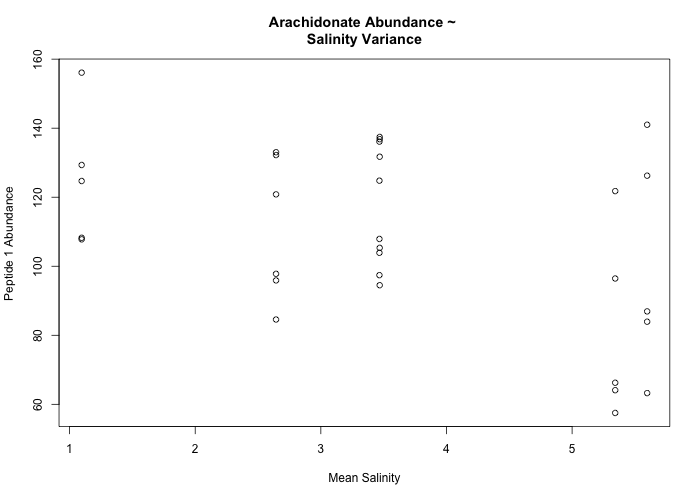 Arachidonate Abundance ~
Salinity Variance
160
140
120
100
80
60
Peptide 1 Abundance
1 2 3 4 5
Mean Salinity